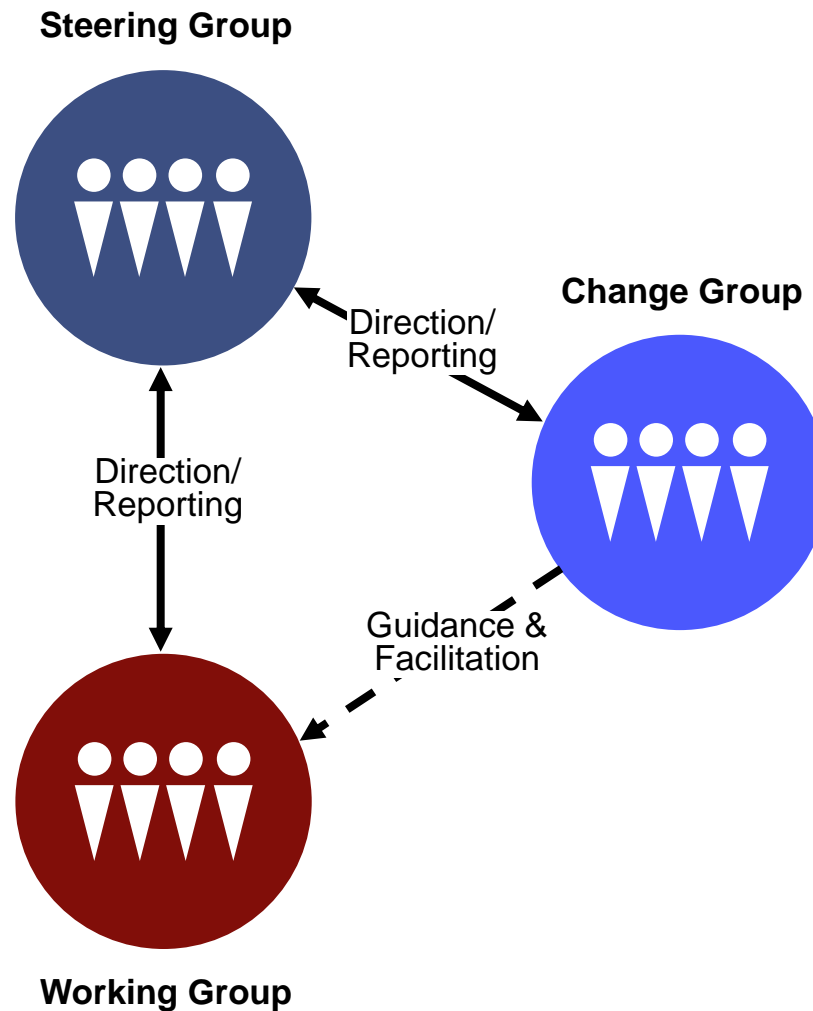 Steering Group
Change Group
Direction/
Reporting
Direction/
Reporting
Guidance &
Facilitation
Working Group